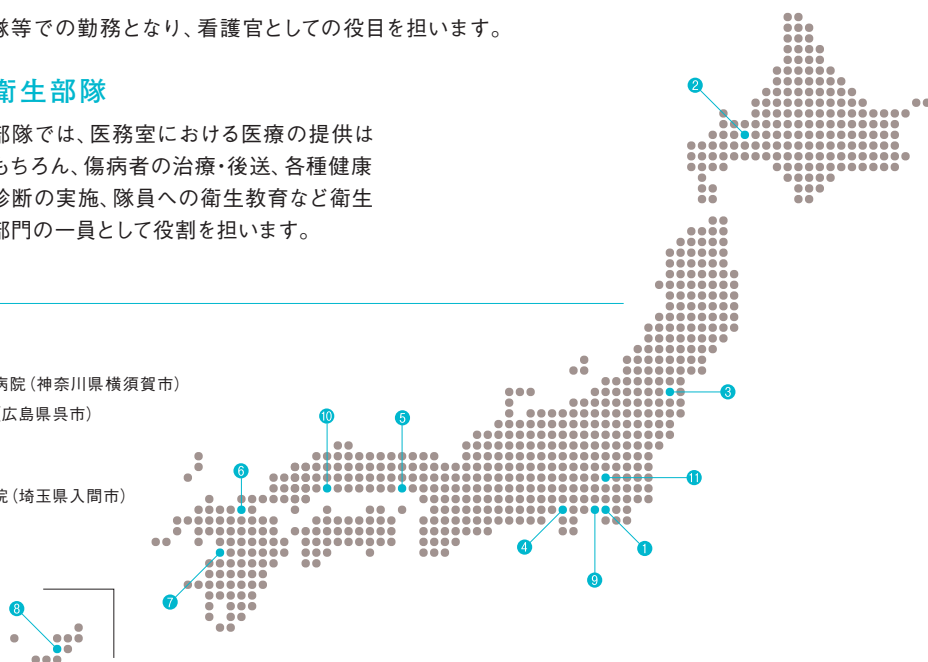 隊等での勤務となり、看護官としての役目を担います。
衛生部隊
部隊では、医務室における医療の提供は
もちろん、傷病者の治療・後送、各種健康
診断の実施、隊員への衛生教育など衛生
部門の一員として役割を担います。
病院（神奈川県横須賀市）
広島県呉市）
院（埼玉県入間市）
2
3
10
5
6
11
4
1
9
7
8